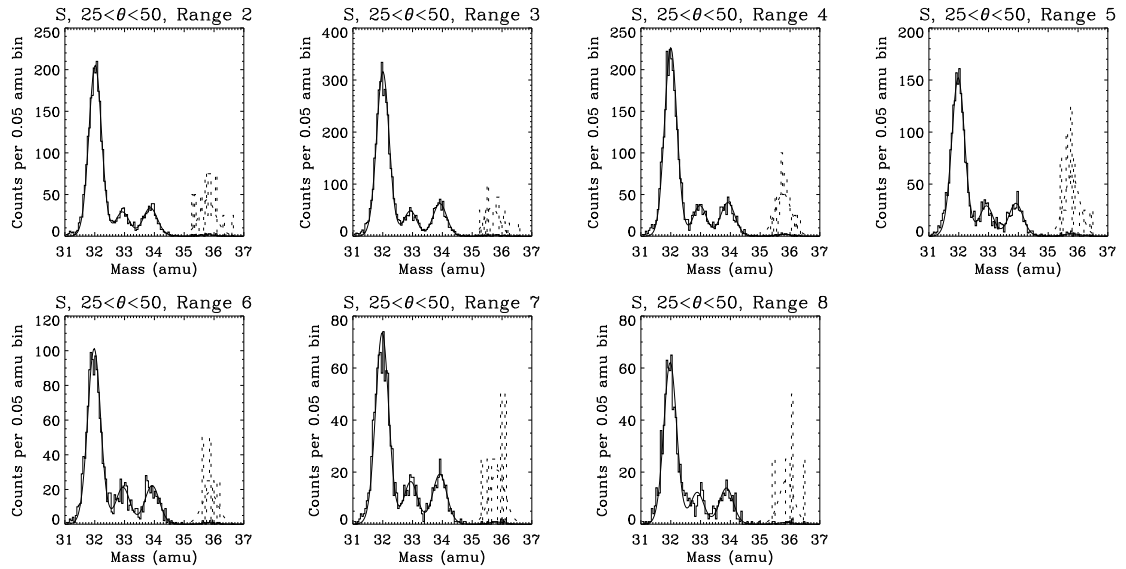 S, 25<θ<50, Range 2
Counts per 0.05 amu bin
250
200
150
100
50
0
31 32 33 34 35 36 37
Mass (amu)
S, 25<θ<50, Range 3
Counts per 0.05 amu bin
400
300
200
100
0
31 32 33 34 35 36 37
Mass (amu)
S, 25<θ<50, Range 4
Counts per 0.05 amu bin
250
200
150
100
50
0
31 32 33 34 35 36 37
Mass (amu)
S, 25<θ<50, Range 5
Counts per 0.05 amu bin
200
150
100
50
0
31 32 33 34 35 36 37
Mass (amu)
S, 25<θ<50, Range 6
Counts per 0.05 amu bin
120
100
80
60
40
20
0
31 32 33 34 35 36 37
Mass (amu)
S, 25<θ<50, Range 7
Counts per 0.05 amu bin
80
60
40
20
0
31 32 33 34 35 36 37
Mass (amu)
S, 25<θ<50, Range 8
Counts per 0.05 amu bin
80
60
40
20
0
31 32 33 34 35 36 37
Mass (amu)